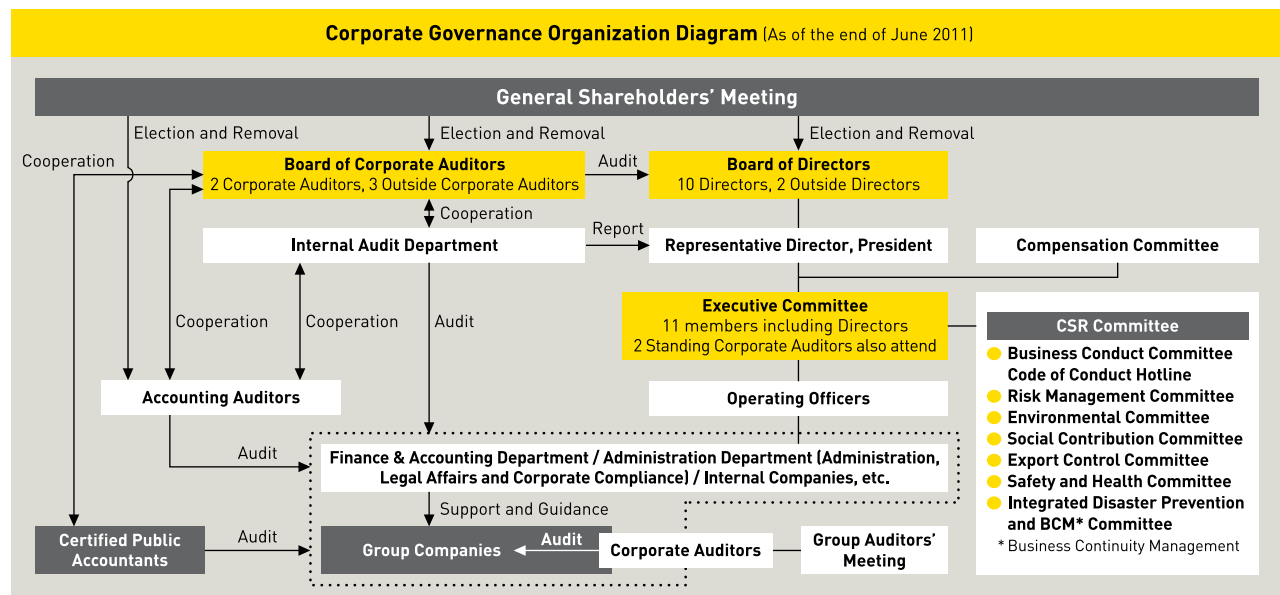 Corporate Governance Organization Diagram (As of the end of June 2011)
General Shareholders' Meeting
Election and Removal
Election and Removal
Election and Removal
Cooperation
Board of Corporate Auditors
2 Corporate Auditors, 3 Outside Corporate Auditors
Audit
Board of Directors
10 Directors, 2 Outside Directors
Cooperation
Internal Audit Department
Report
Representative Director, President
Compensation Committee
Executive Committee
11 members including Directors
2 Standing Corporate Auditors also attend
Cooperation
Cooperation
Audit
CSR Committee
Business Conduct Committee
Code of Conduct Hotline
Risk Management Committee
Environmental Committee
Social Contribution Committee
Export Control Committee
Safety and Health Committee
Integrated Disaster Prevention
and BCM* Committee
* Business Continuity Management
Accounting Auditors
Operating Officers
Audit
Finance & Accounting Department / Administration Department (Administration,
Legal Affairs and Corporate Compliance) / Internal Companies, etc.
Support and Guidance
Certified Public
Accountants
Audit
Group Companies
Audit
Corporate Auditors
Group Auditors'
Meeting